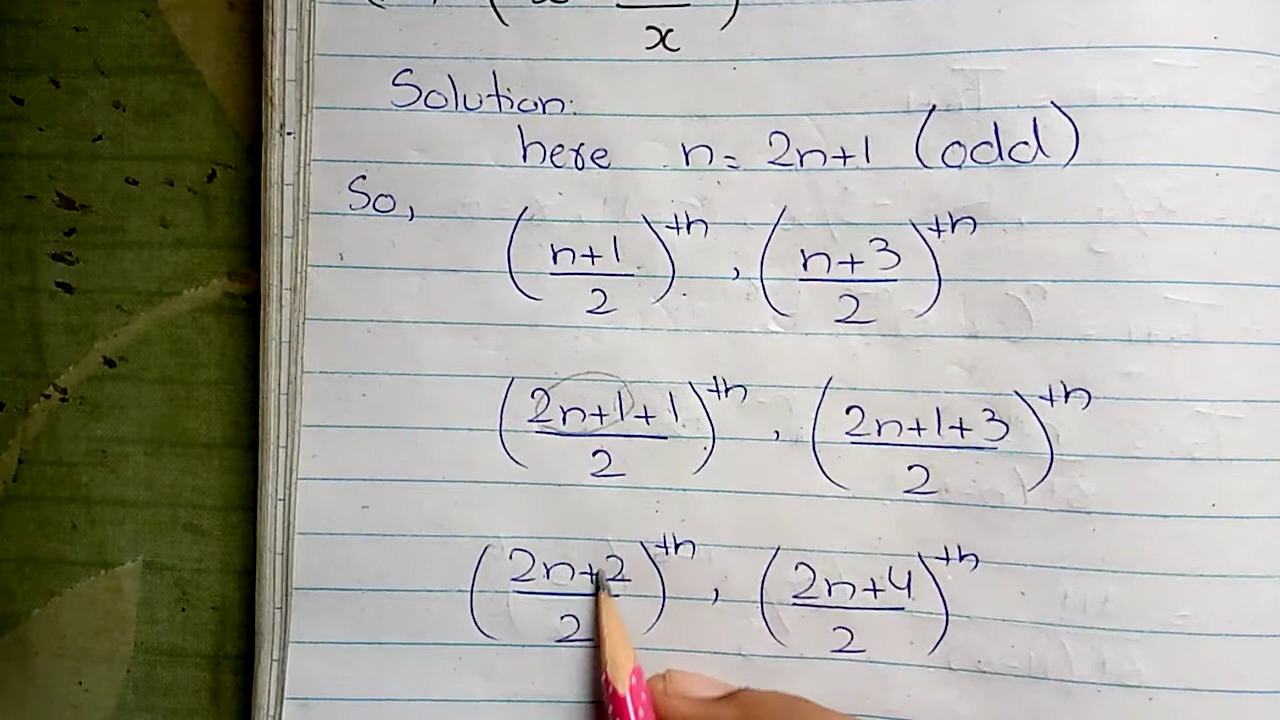 x
Solution:
here n = 2n+1 (odd)
So, ((n+1)/2)^th , ((n+3)/2)^th
((2n+1+1)/2)^th , ((2n+1+3)/2)^th
((2n+2)/2)^th , ((2n+4)/2)^th